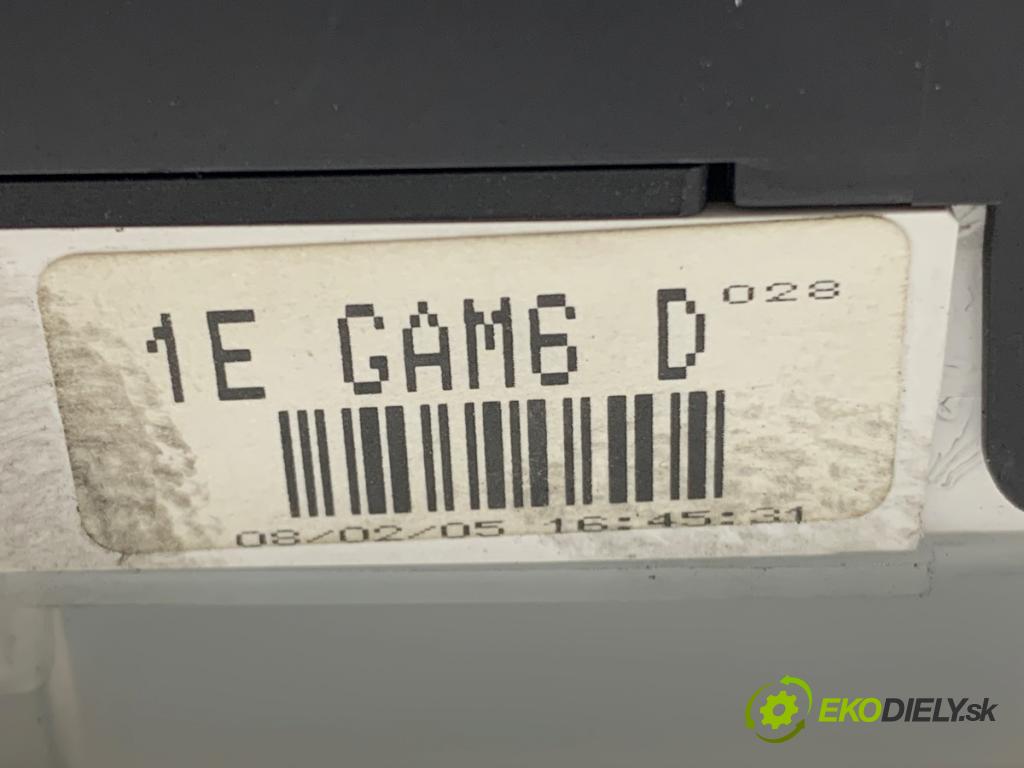 1E GAM6 D 028
08/02/05 16:45:31
EKODIELY.sk